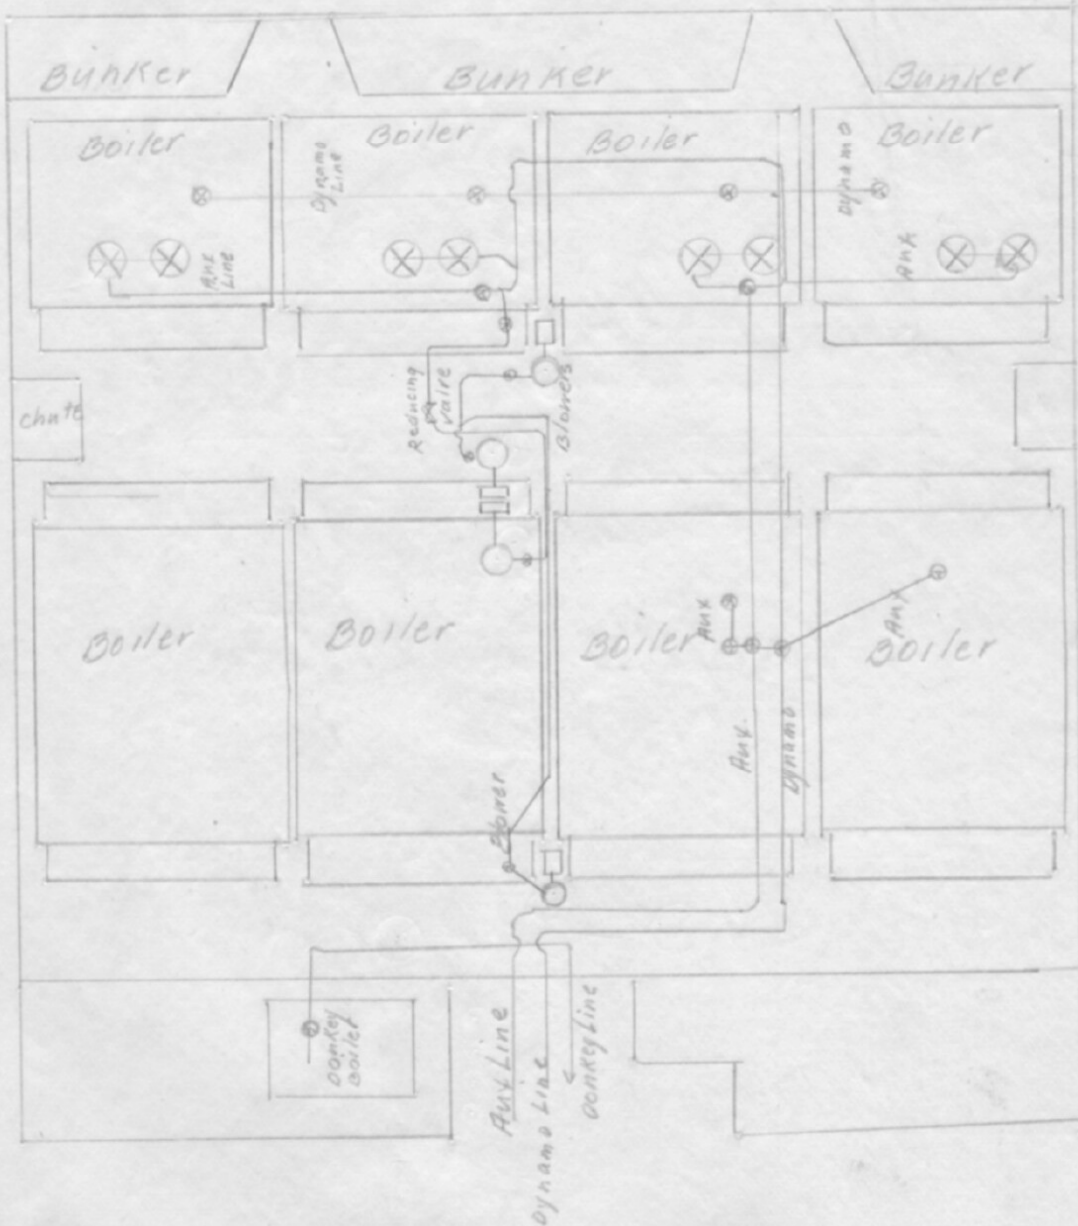 Bunker
Bunker
Bunker
Boiler
Boiler
Boiler
Boiler
Dynamo
Line
Dynamo
Aux
Line
Aux
Reducing
Valve
Blowers
chute
Boiler
Boiler
Boiler
Boiler
Aux
Aux
Aux.
Dynamo
Blower
Donkey
Boiler
Aux Line
Dynamo Line
Donkey Line